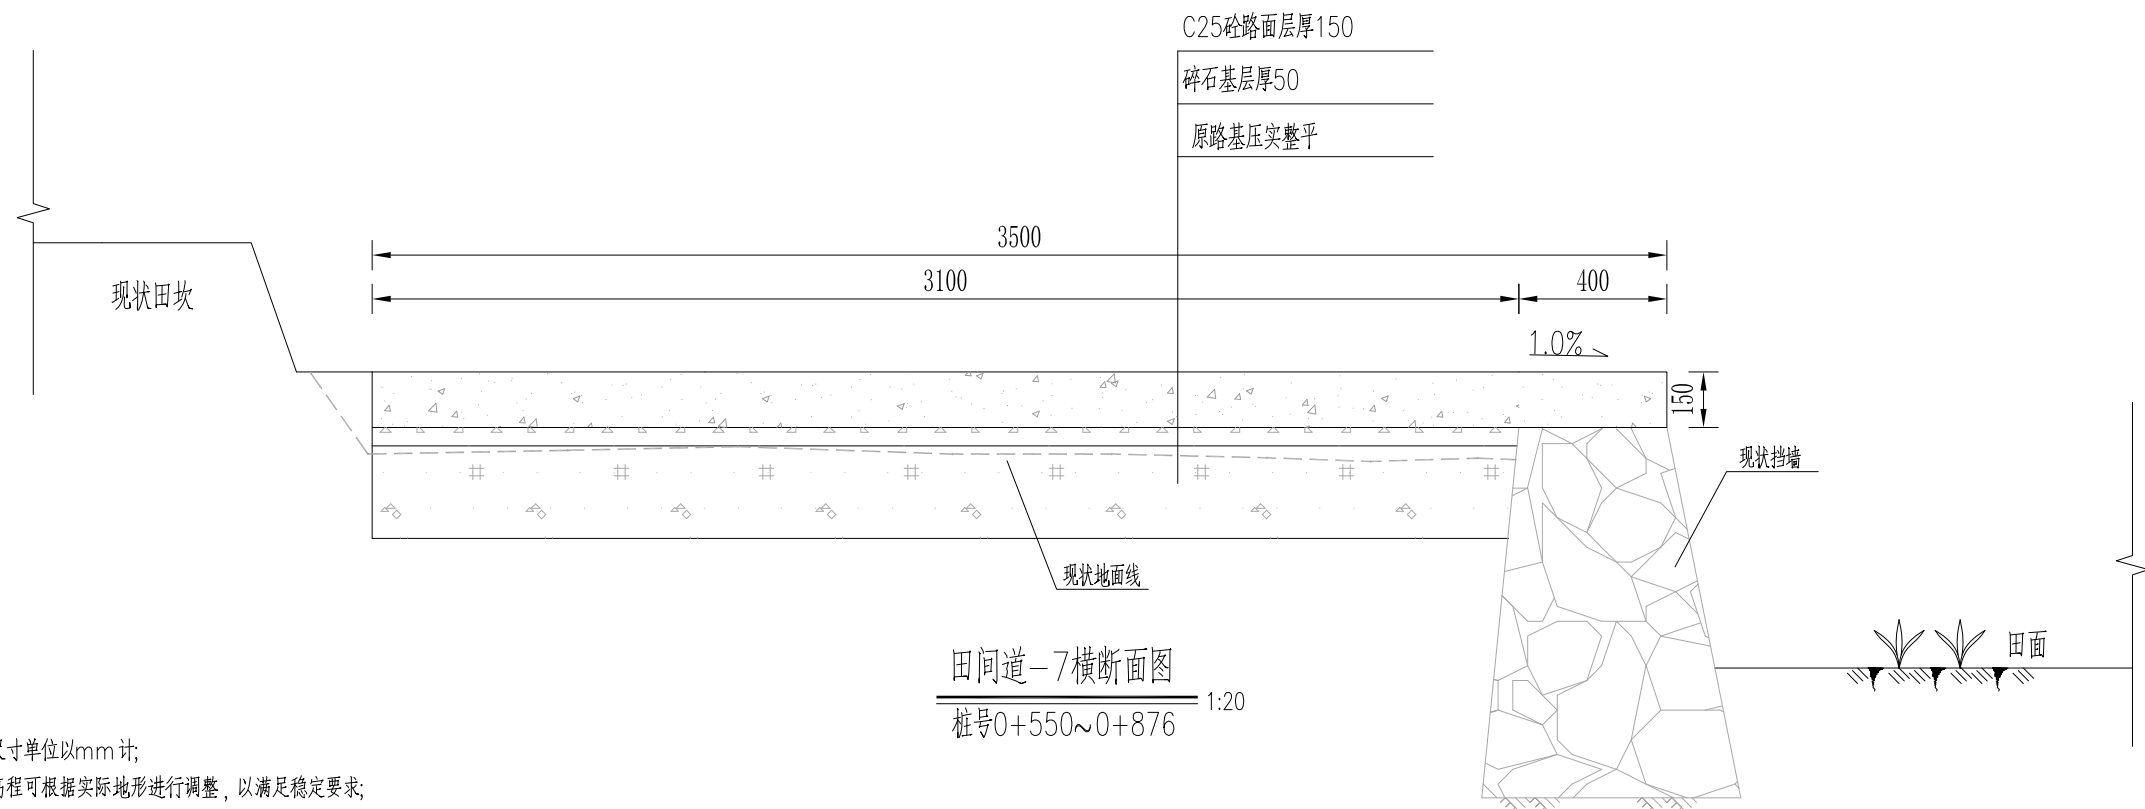 C25砼路面层厚150
碎石基层厚50
原路基压实整平
3500
3100
400
现状田坎
1.0%
150
现状挡墙
现状地面线
田面
田间道-7横断面图
1:20
桩号0+550~0+876
尺寸单位以mm计;
高程可根据实际地形进行调整，以满足稳定要求;